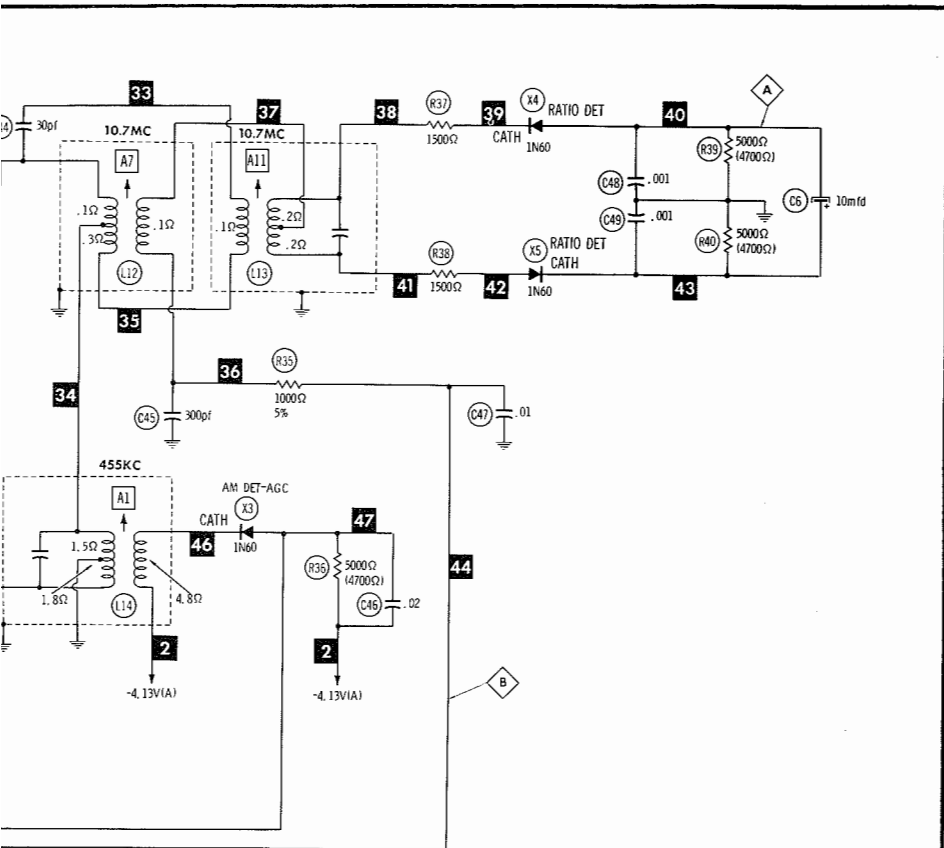 33
30pf
10.7MC
A7
.1Ω
.3Ω
.1Ω
L12
35
37
10.7MC
A11
.1Ω
.2Ω
.2Ω
L13
38
R37
1500Ω
39
CATH
X4
RATIO DET
1N60
40
A
R39
5000Ω
(4700Ω)
C48
.001
C49
.001
C6
+
10mfd
R40
5000Ω
(4700Ω)
41
R38
1500Ω
42
X5
RATIO DET
CATH
1N60
43
34
36
R35
1000Ω
5%
C45
300pf
C47
.01
455KC
A1
1.5Ω
1.8Ω
L14
4.8Ω
2
-4.13V(A)
AM DET-AGC
CATH
X3
46
1N60
47
R36
5000Ω
(4700Ω)
C46
.02
2
-4.13V(A)
44
B